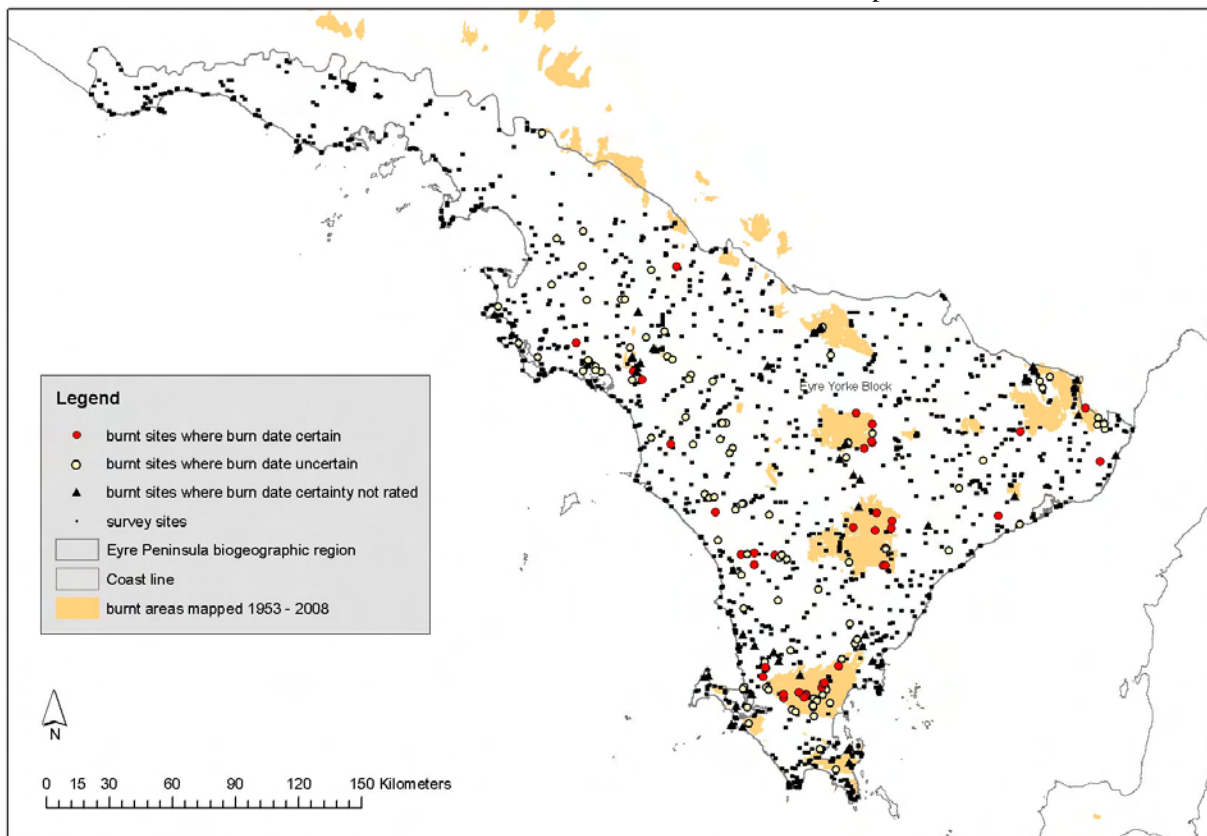 Eyre Yorke Block
Legend
burnt sites where burn date certain
burnt sites where burn date uncertain
burnt sites where burn date certainty not rated
survey sites
Eyre Peninsula biogeographic region
Coast line
burnt areas mapped 1953 - 2008
N
0 15 30 60 90 120 150 Kilometers